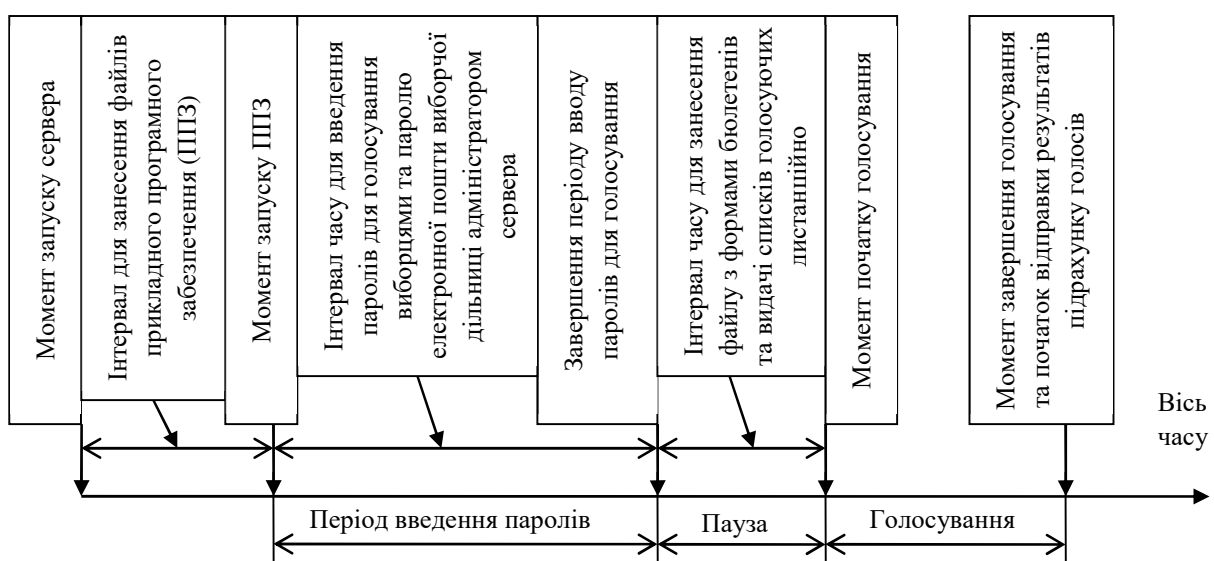 Момент запуску сервера
Інтервал для занесення файлів
прикладного програмного
забезпечення (ППЗ)
Момент запуску ППЗ
Інтервал часу для введення
паролів для голосування
виборцями та паролю
електронної пошти виборчої
дільниці адміністратором
сервера
Завершення періоду вводу
паролів для голосування
Інтервал часу для занесення
файлу з формами бюлетенів
та видачі списків голосуючих
дистанційно
Момент початку голосування
Момент завершення голосування
та початок відправки результатів
підрахунку голосів
Вісь
часу
Період введення паролів
Пауза
Голосування